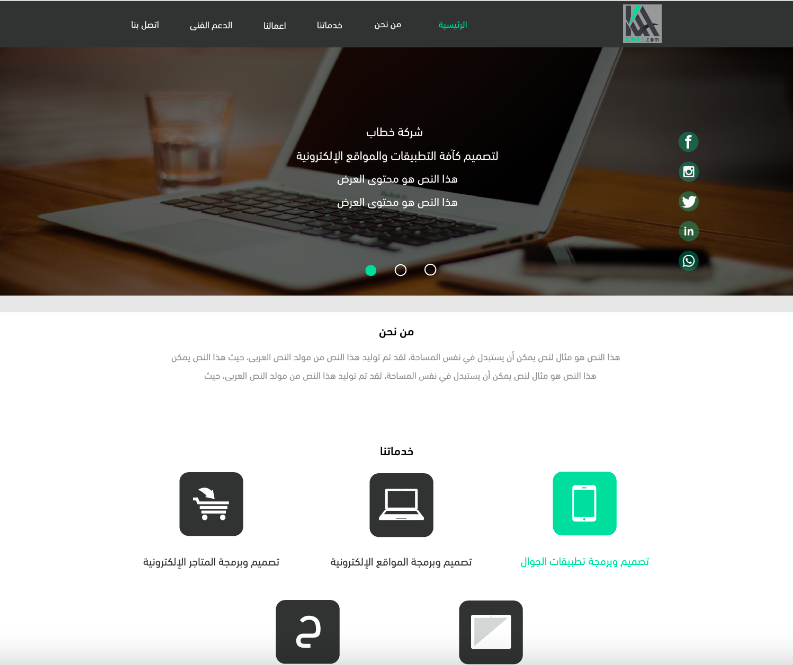 الرئيسية
من نحن
خدماتنا
اعمالنا
الدعم الفنى
اتصل بنا
شركة خطاب
لتصميم كآفة التطبيقات والمواقع الإلكترونية
هذا النص هو محتوى العرض
هذا النص هو محتوى العرض
من نحن
هذا النص هو مثال لنص يمكن أن يستبدل في نفس المساحة، لقد تم توليد هذا النص من مولد النص العربى، حيث هذا النص يمكن
هذا النص هو مثال لنص يمكن أن يستبدل في نفس المساحة، لقد تم توليد هذا النص من مولد النص العربى، حيث
خدماتنا
تصميم وبرمجة تطبيقات الجوال
تصميم وبرمجة المواقع الإلكترونية
تصميم وبرمجة المتاجر الإلكترونية